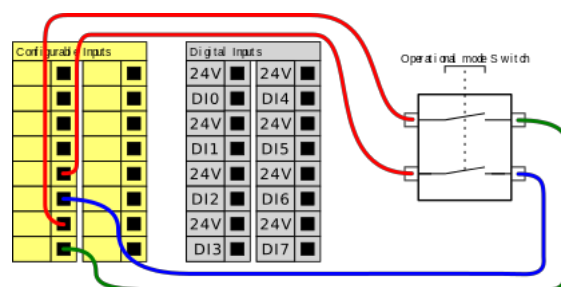 Configurable Inputs
Digital Inputs
Operational mode Switch
24V 24V
DI0 DI4
24V 24V
DI1 DI5
24V 24V
DI2 DI6
24V 24V
DI3 DI7